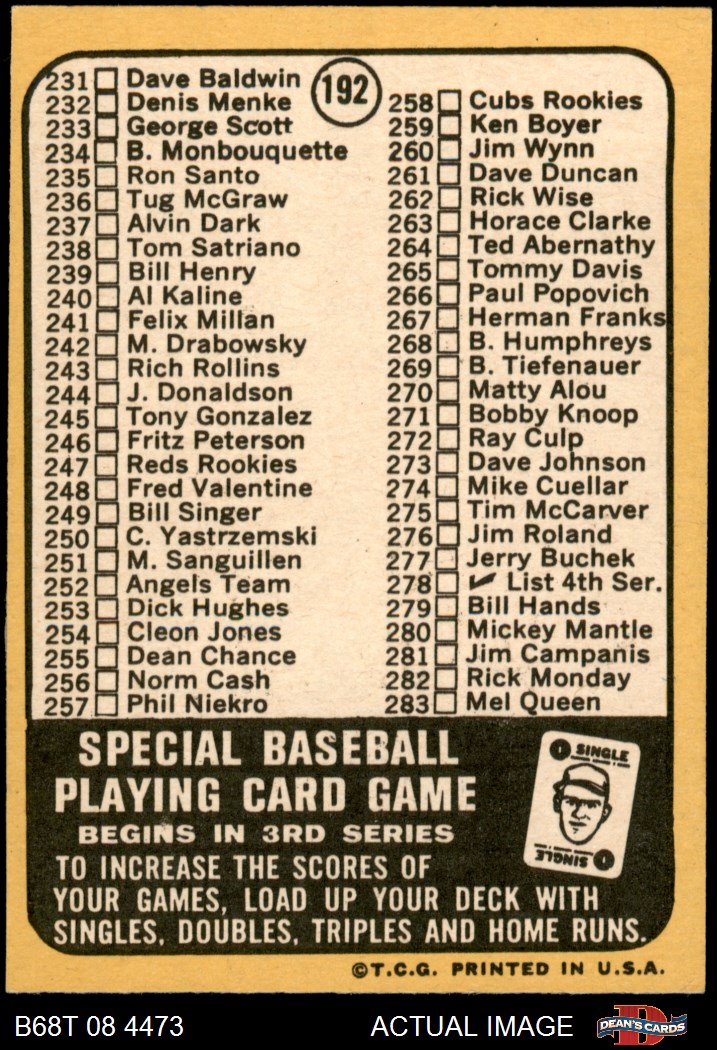 192
231 Dave Baldwin
232 Denis Menke
233 George Scott
234 B. Monbouquette
235 Ron Santo
236 Tug McGraw
237 Alvin Dark
238 Tom Satriano
239 Bill Henry
240 Al Kaline
241 Felix Millan
242 M. Drabowsky
243 Rich Rollins
244 J. Donaldson
245 Tony Gonzalez
246 Fritz Peterson
247 Reds Rookies
248 Fred Valentine
249 Bill Singer
250 C. Yastrzemski
251 M. Sanguillen
252 Angels Team
253 Dick Hughes
254 Cleon Jones
255 Dean Chance
256 Norm Cash
257 Phil Niekro
258 Cubs Rookies
259 Ken Boyer
260 Jim Wynn
261 Dave Duncan
262 Rick Wise
263 Horace Clarke
264 Ted Abernathy
265 Tommy Davis
266 Paul Popovich
267 Herman Franks
268 B. Humphreys
269 B. Tiefenauer
270 Matty Alou
271 Bobby Knoop
272 Ray Culp
273 Dave Johnson
274 Mike Cuellar
275 Tim McCarver
276 Jim Roland
277 Jerry Buchek
278 ✔ List 4th Ser.
279 Bill Hands
280 Mickey Mantle
281 Jim Campanis
282 Rick Monday
283 Mel Queen
SPECIAL BASEBALL
PLAYING CARD GAME
BEGINS IN 3RD SERIES
TO INCREASE THE SCORES OF
YOUR GAMES, LOAD UP YOUR DECK WITH
SINGLES, DOUBLES, TRIPLES AND HOME RUNS.
SINGLE
SINGLE
©T.C.G. PRINTED IN U.S.A.
B68T 08 4473
ACTUAL IMAGE
D
DEAN'S CARDS